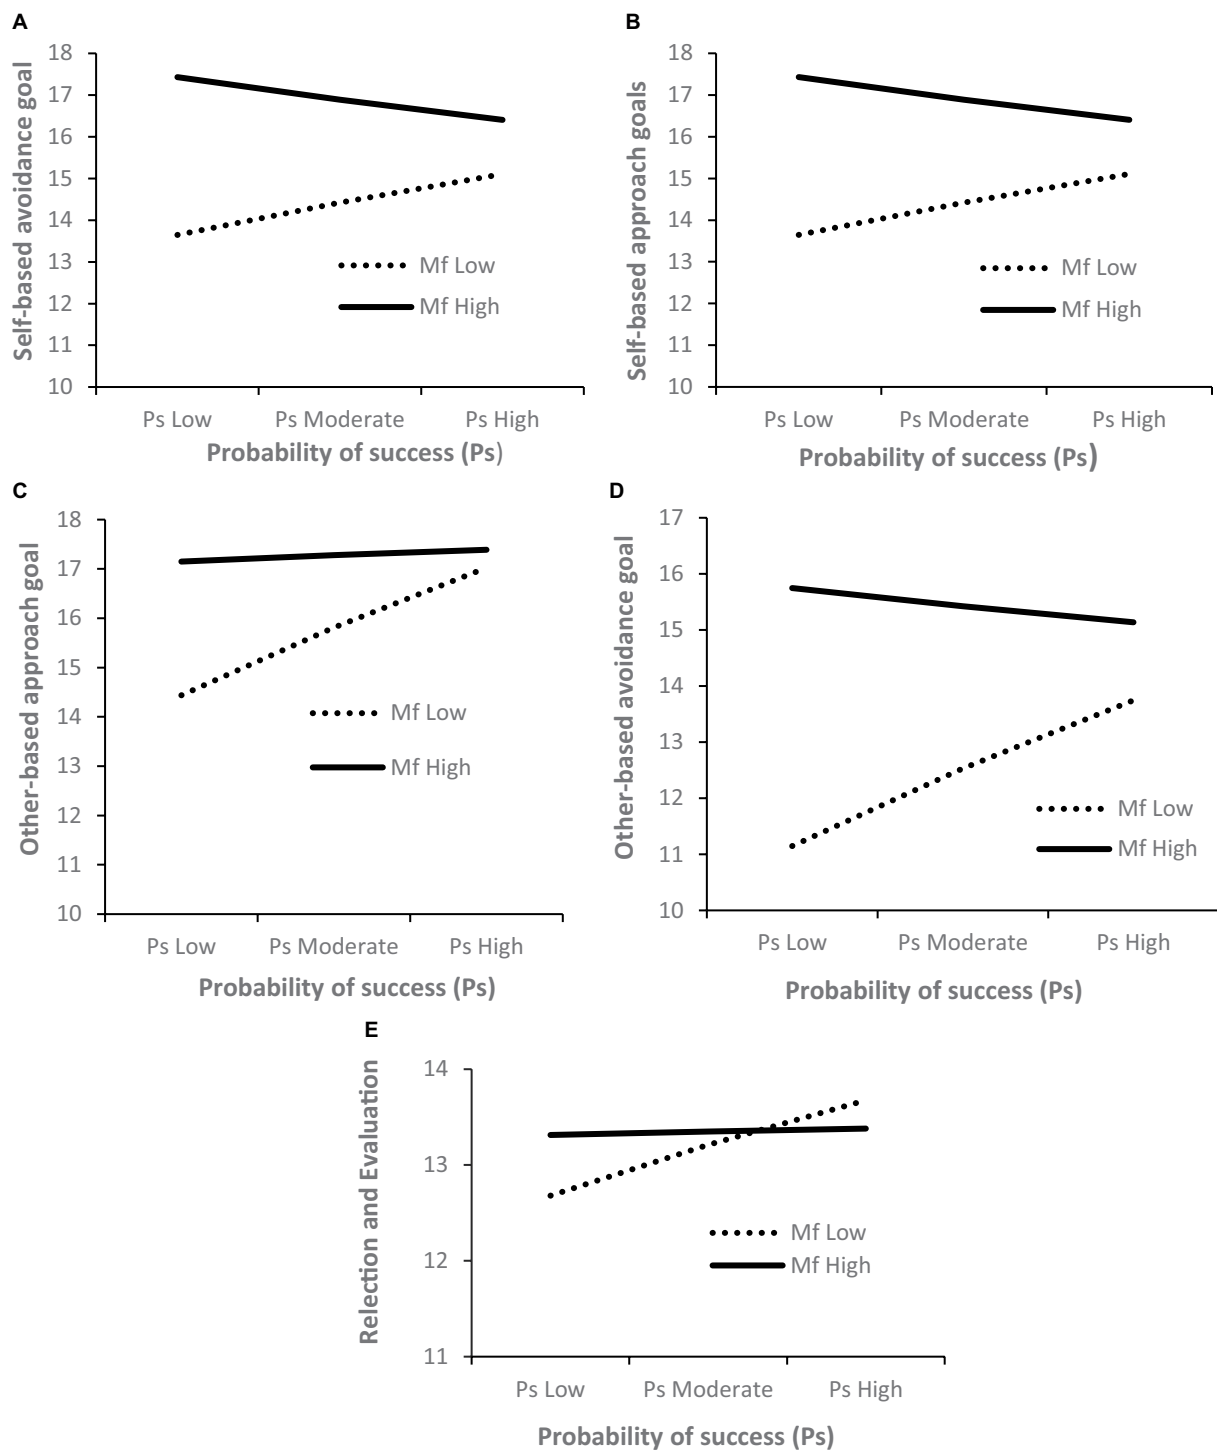 A
Self-based avoidance goal
18
17
16
15
14
13
12
11
10
Mf Low
Mf High
Ps Low
Ps Moderate
Ps High
Probability of success (Ps)
B
Self-based approach goals
18
17
16
15
14
13
12
11
10
Mf Low
Mf High
Ps Low
Ps Moderate
Ps High
Probability of success (Ps)
C
Other-based approach goal
18
17
16
15
14
13
12
11
10
Mf Low
Mf High
Ps Low
Ps Moderate
Ps High
Probability of success (Ps)
D
Other-based avoidance goal
17
16
15
14
13
12
11
10
Mf Low
Mf High
Ps Low
Ps Moderate
Ps High
Probability of success (Ps)
E
Relection and Evaluation
14
13
12
11
Mf Low
Mf High
Ps Low
Ps Moderate
Ps High
Probability of success (Ps)